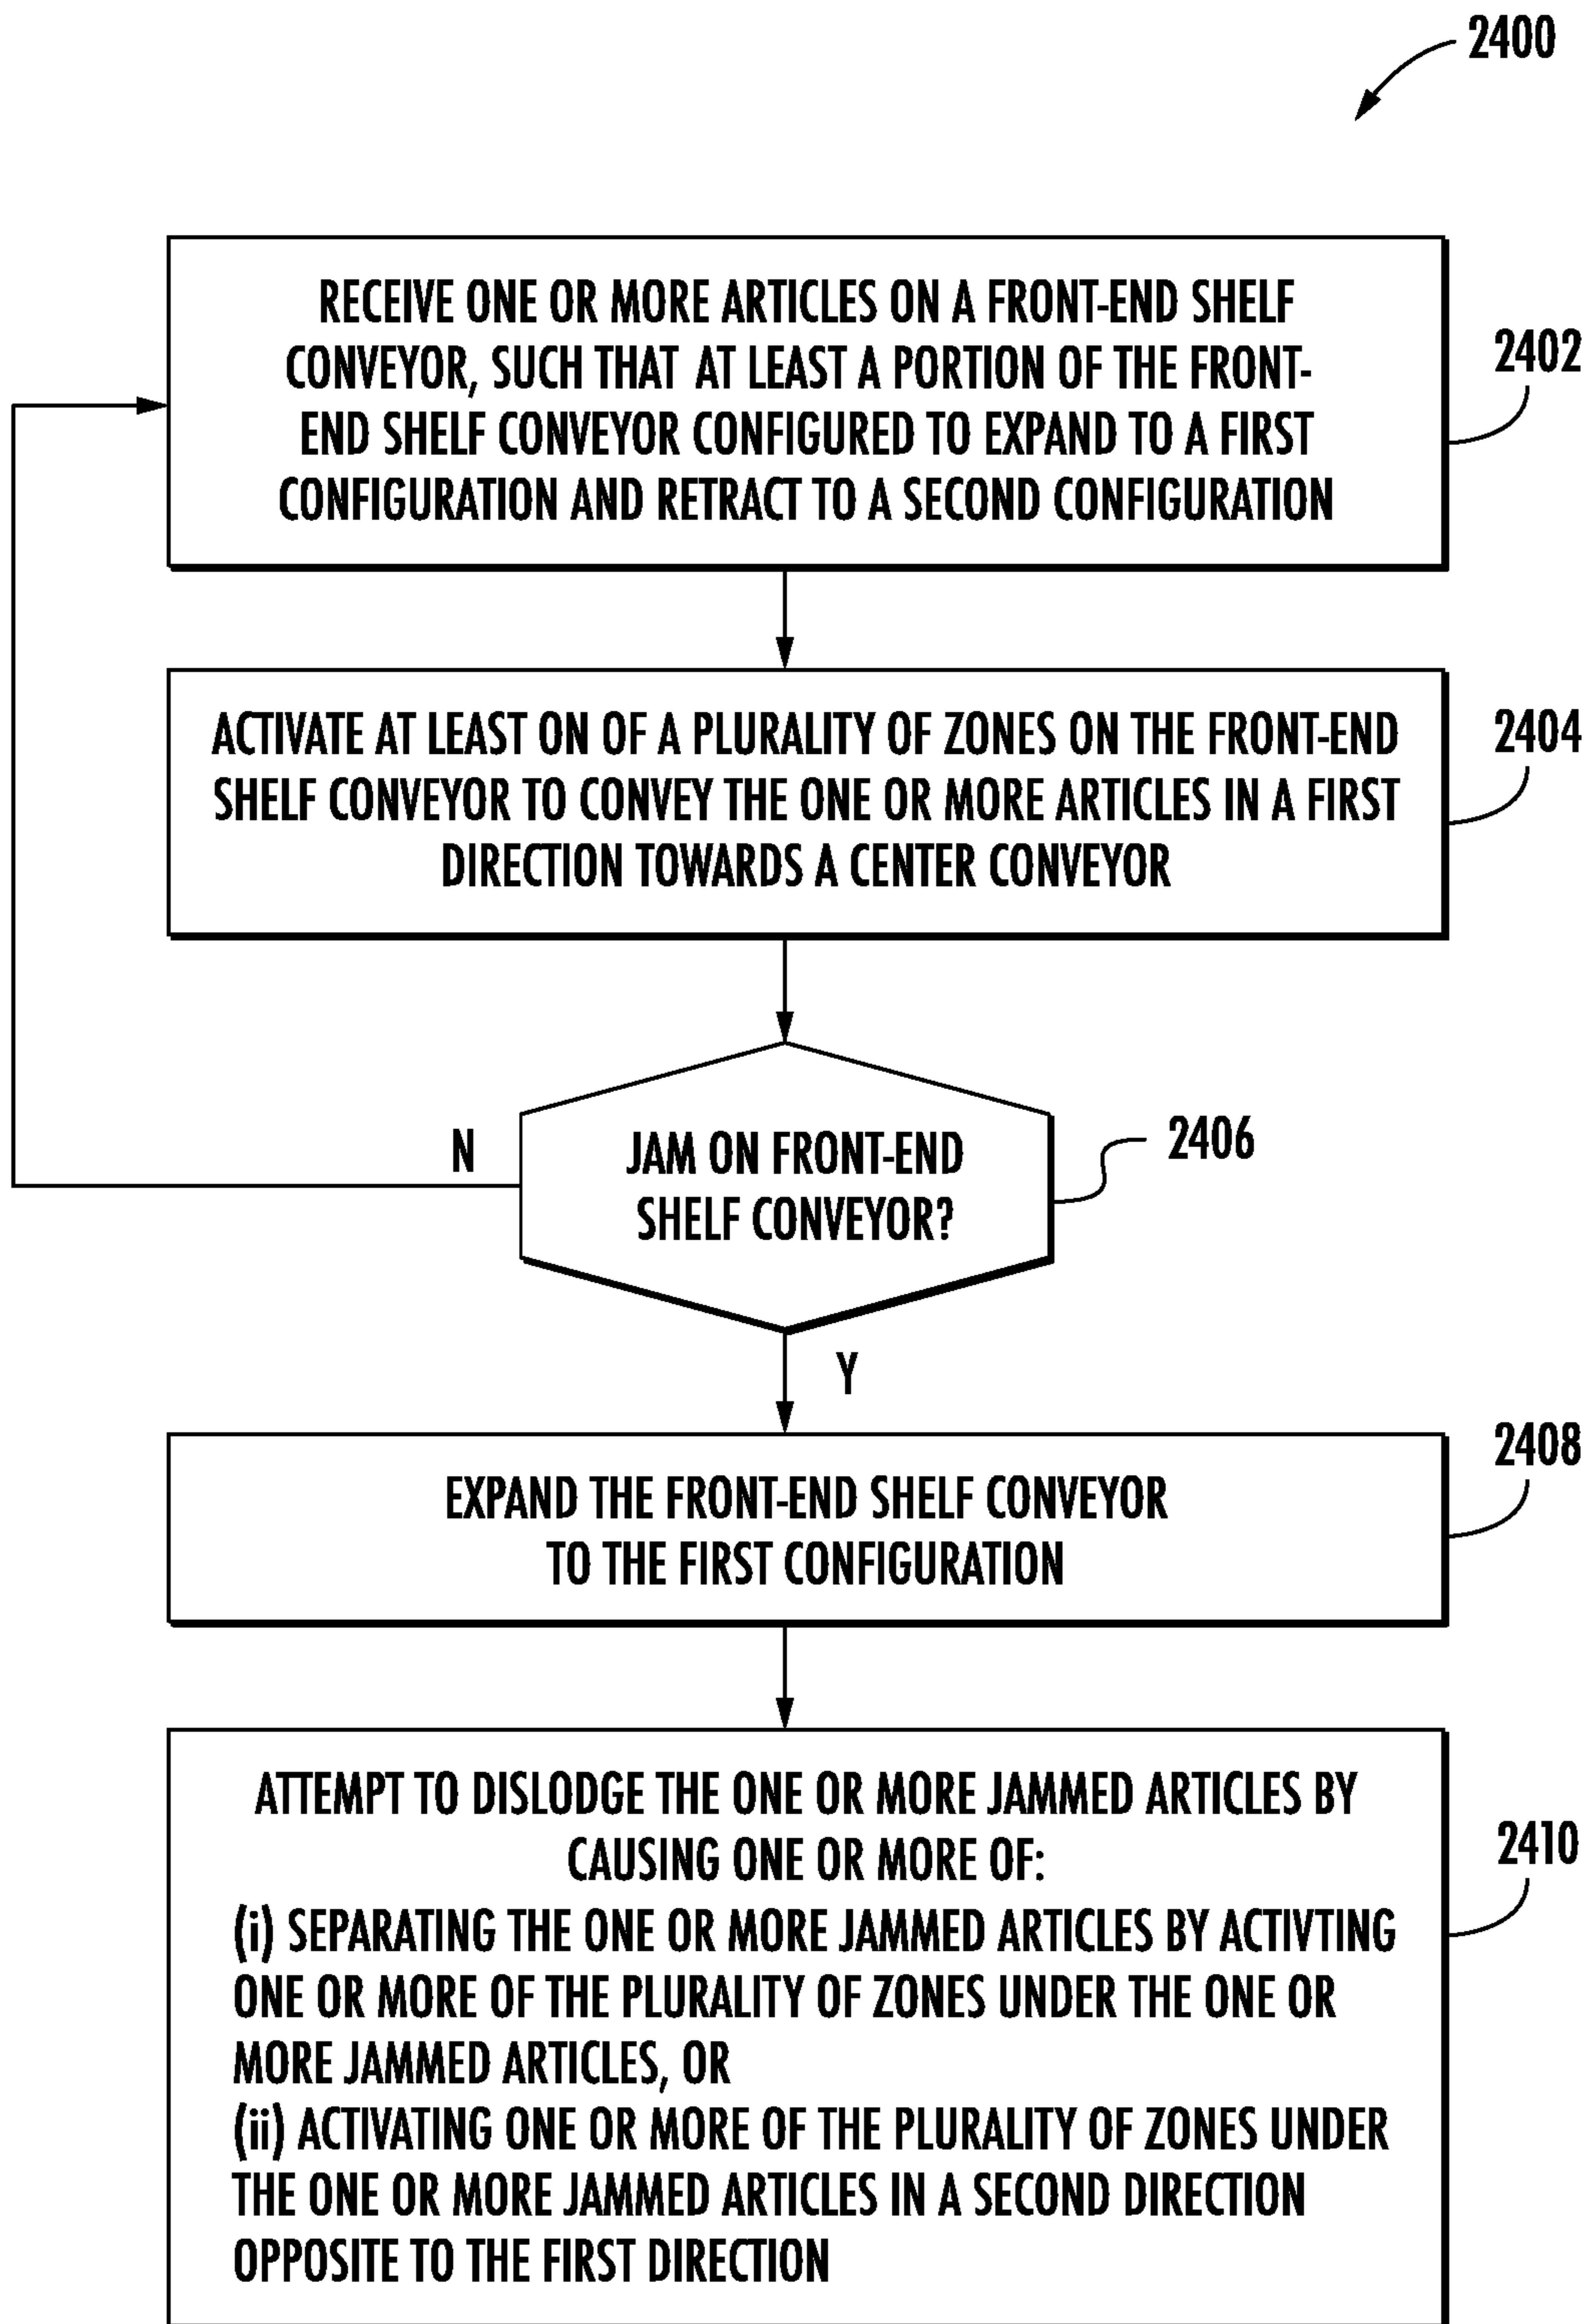 2400
RECEIVE ONE OR MORE ARTICLES ON A FRONT-END SHELF
CONVEYOR, SUCH THAT AT LEAST A PORTION OF THE FRONT-
END SHELF CONVEYOR CONFIGURED TO EXPAND TO A FIRST
CONFIGURATION AND RETRACT TO A SECOND CONFIGURATION
2402
ACTIVATE AT LEAST ON OF A PLURALITY OF ZONES ON THE FRONT-END
SHELF CONVEYOR TO CONVEY THE ONE OR MORE ARTICLES IN A FIRST
DIRECTION TOWARDS A CENTER CONVEYOR
2404
N
JAM ON FRONT-END
SHELF CONVEYOR?
2406
Y
EXPAND THE FRONT-END SHELF CONVEYOR
TO THE FIRST CONFIGURATION
2408
ATTEMPT TO DISLODGE THE ONE OR MORE JAMMED ARTICLES BY
CAUSING ONE OR MORE OF:
(i) SEPARATING THE ONE OR MORE JAMMED ARTICLES BY ACTIVTING
ONE OR MORE OF THE PLURALITY OF ZONES UNDER THE ONE OR
MORE JAMMED ARTICLES, OR
(ii) ACTIVATING ONE OR MORE OF THE PLURALITY OF ZONES UNDER
THE ONE OR MORE JAMMED ARTICLES IN A SECOND DIRECTION
OPPOSITE TO THE FIRST DIRECTION
2410